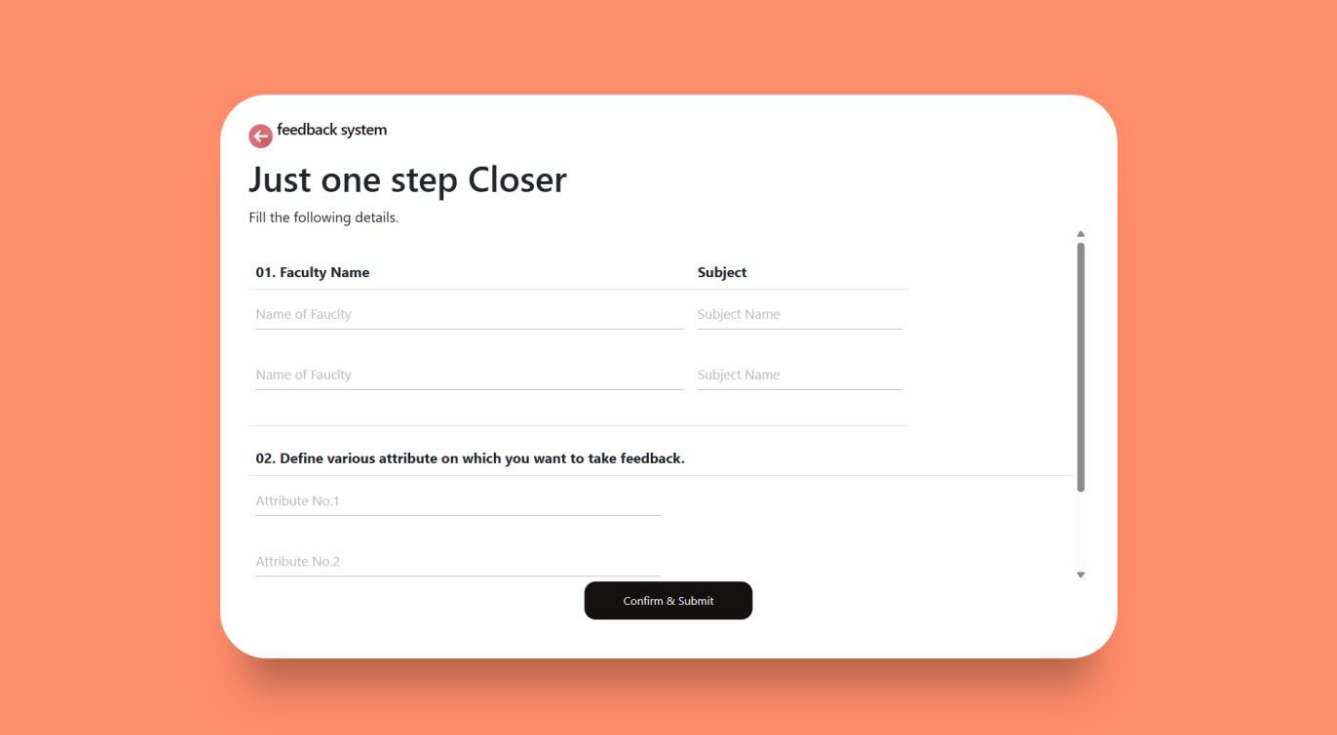 feedback system
Just one step Closer
Fill the following details.
01. Faculty Name Subject
Name of Fauclty Subject Name
Name of Fauclty Subject Name
02. Define various attribute on which you want to take feedback.
Attribute No.1
Attribute No.2
Confirm & Submit